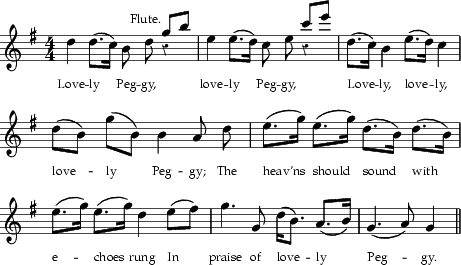 Flute.
Love-ly Peg-gy, love-ly Peg-gy, Love-ly, love-ly,
love - ly Peg - gy; The heav'ns should sound with
e - choes rung In praise of love - ly Peg - gy.